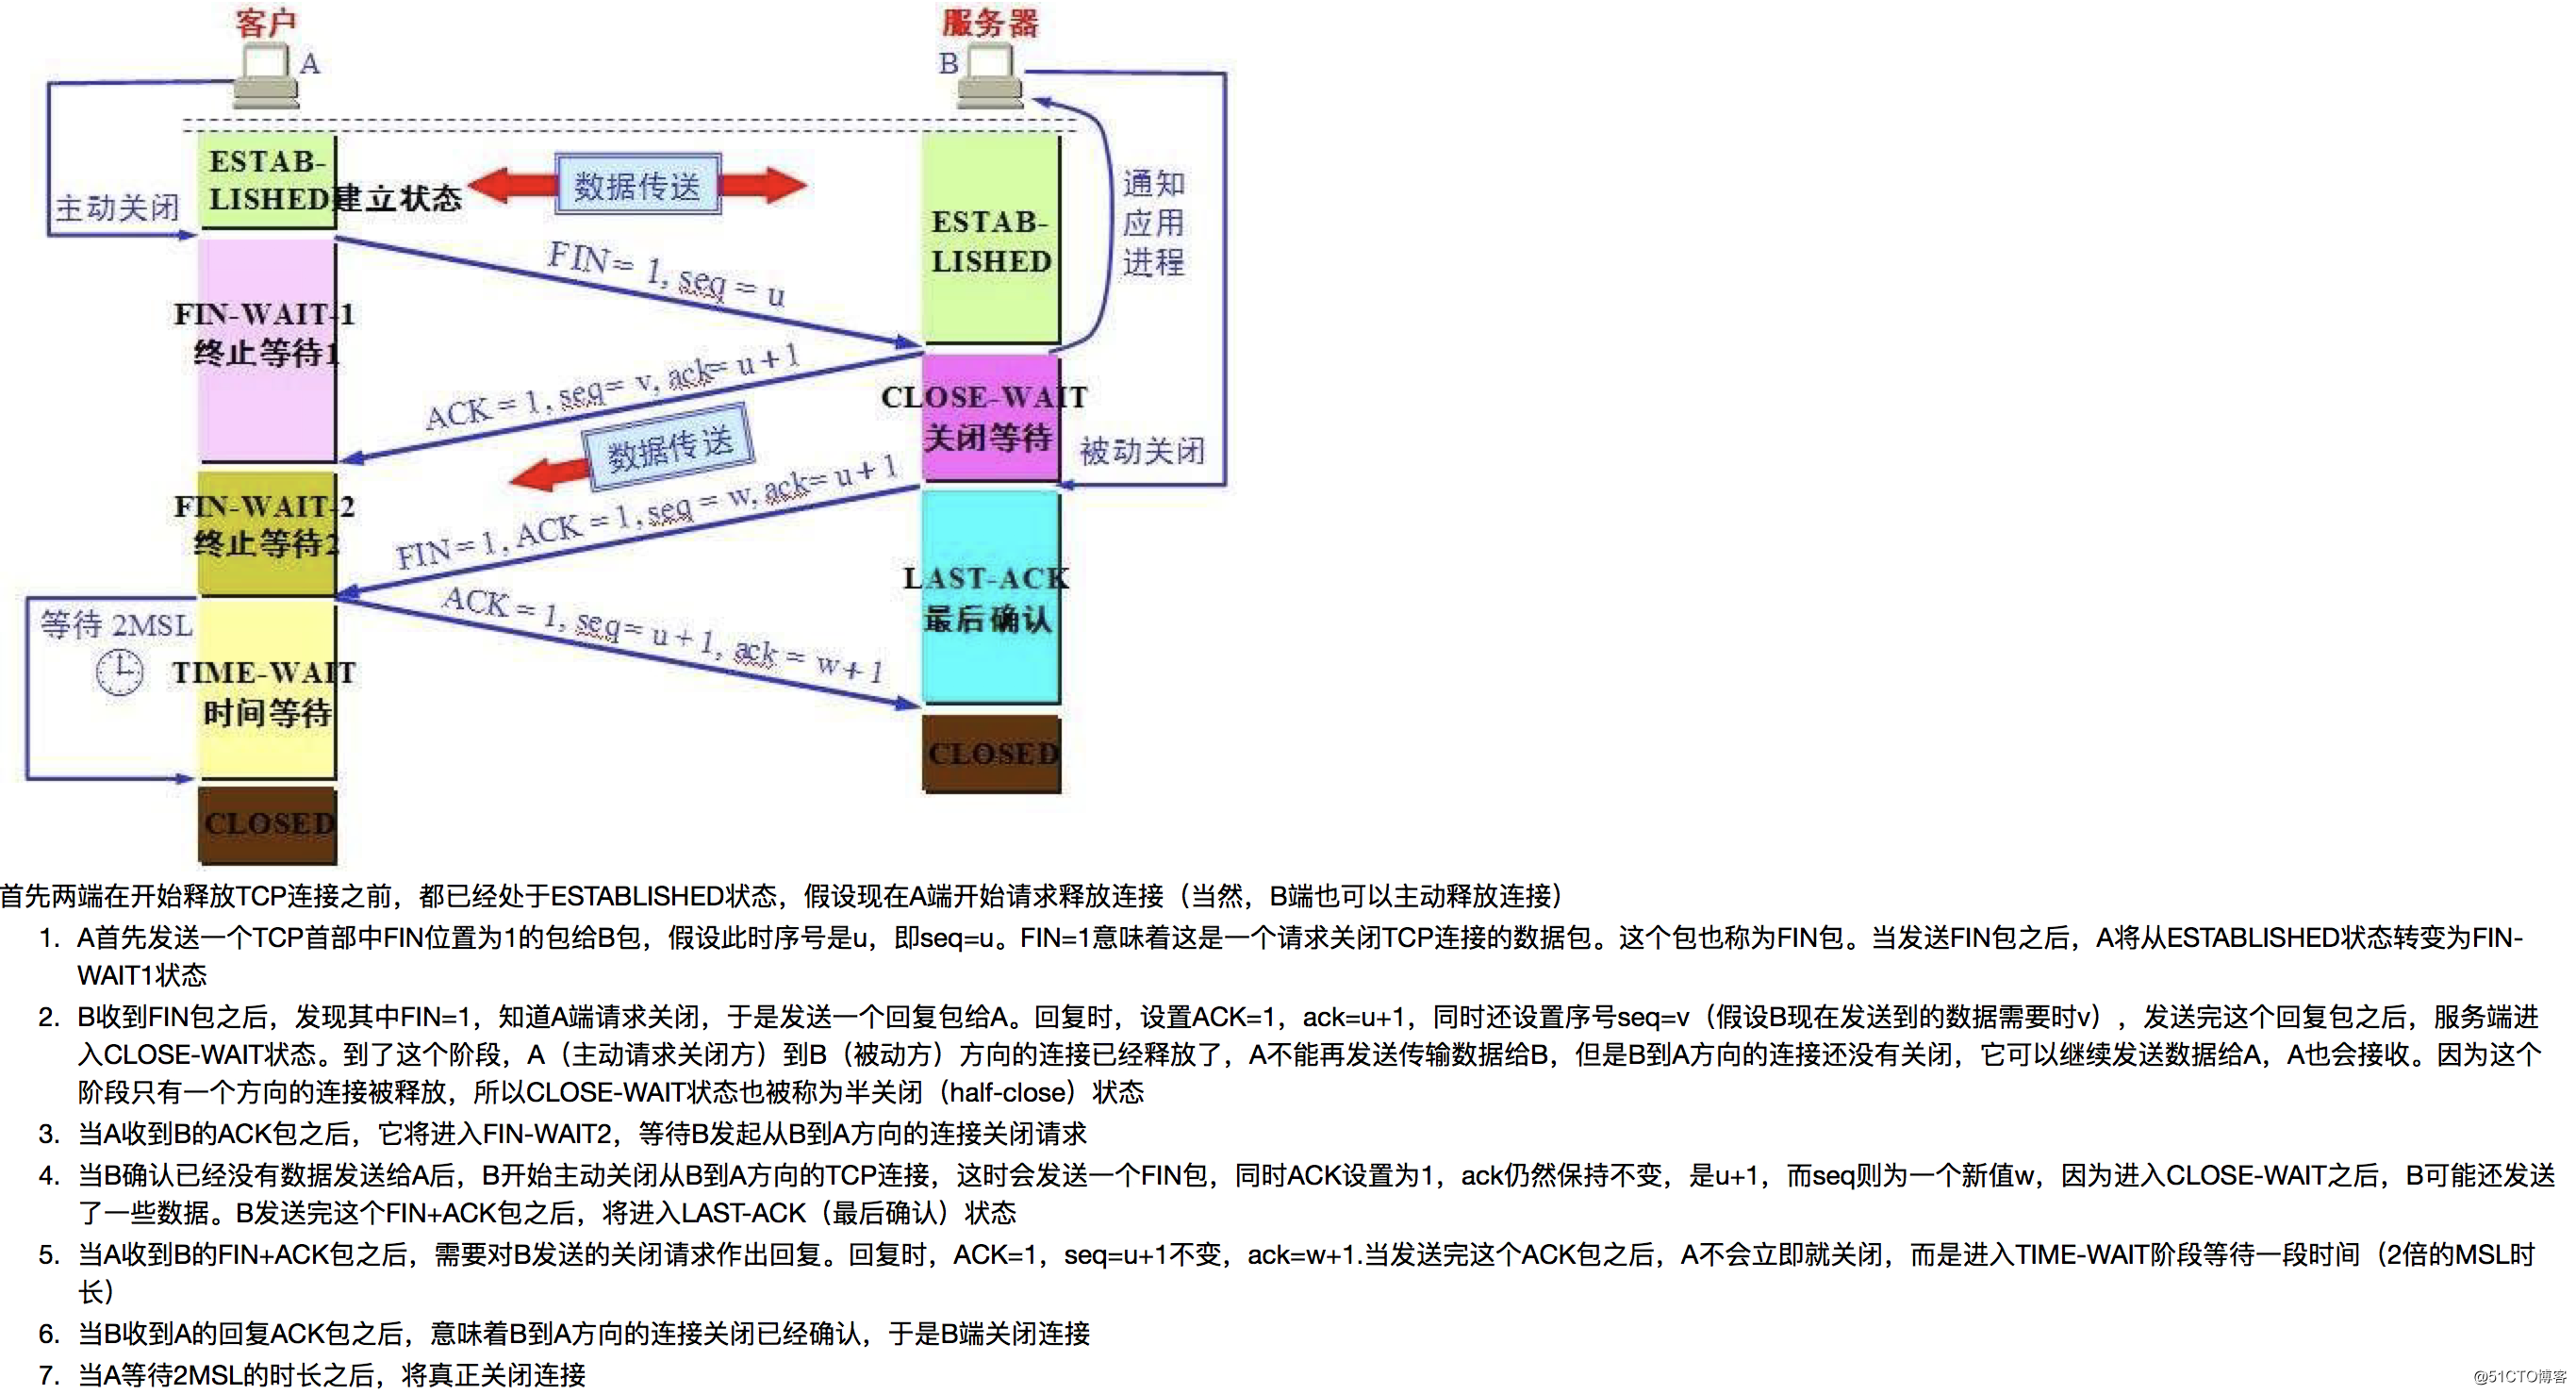 客户
服务器
A
B
ESTAB-
LISHED建立状态
数据传送
主动关闭
通知
应用
进程
ESTAB-
LISHED
FIN = 1, seq = u
FIN-WAIT-1
终止等待1
ACK = 1, seq = v, ack= u + 1
CLOSE-WAIT
关闭等待
数据传送
被动关闭
FIN-WAIT-2
终止等待2
FIN = 1, ACK = 1, seq = w, ack= u + 1
LAST-ACK
最后确认
等待 2MSL
ACK = 1, seq = u + 1, ack = w + 1
TIME-WAIT
时间等待
CLOSED
CLOSED
首先两端在开始释放TCP连接之前，都已经处于ESTABLISHED状态，假设现在A端开始请求释放连接（当然，B端也可以主动释放连接）
1. A首先发送一个TCP首部中FIN位置为1的包给B包，假设此时序号是u，即seq=u。FIN=1意味着这是一个请求关闭TCP连接的数据包。这个包也称为FIN包。当发送FIN包之后，A将从ESTABLISHED状态转变为FIN-
WAIT1状态
2. B收到FIN包之后，发现其中FIN=1，知道A端请求关闭，于是发送一个回复包给A。回复时，设置ACK=1，ack=u+1，同时还设置序号seq=v（假设B现在发送到的数据需要时v），发送完这个回复包之后，服务端进
入CLOSE-WAIT状态。到了这个阶段，A（主动请求关闭方）到B（被动方）方向的连接已经释放了，A不能再发送传输数据给B，但是B到A方向的连接还没有关闭，它可以继续发送数据给A，A也会接收。因为这个
阶段只有一个方向的连接被释放，所以CLOSE-WAIT状态也被称为半关闭（half-close）状态
3. 当A收到B的ACK包之后，它将进入FIN-WAIT2，等待B发起从B到A方向的连接关闭请求
4. 当B确认已经没有数据发送给A后，B开始主动关闭从B到A方向的TCP连接，这时会发送一个FIN包，同时ACK设置为1，ack仍然保持不变，是u+1，而seq则为一个新值w，因为进入CLOSE-WAIT之后，B可能还发送
了一些数据。B发送完这个FIN+ACK包之后，将进入LAST-ACK（最后确认）状态
5. 当A收到B的FIN+ACK包之后，需要对B发送的关闭请求作出回复。回复时，ACK=1，seq=u+1不变，ack=w+1.当发送完这个ACK包之后，A不会立即就关闭，而是进入TIME-WAIT阶段等待一段时间（2倍的MSL时
长）
6. 当B收到A的回复ACK包之后，意味着B到A方向的连接关闭已经确认，于是B端关闭连接
7. 当A等待2MSL的时长之后，将真正关闭连接
@51CTO博客